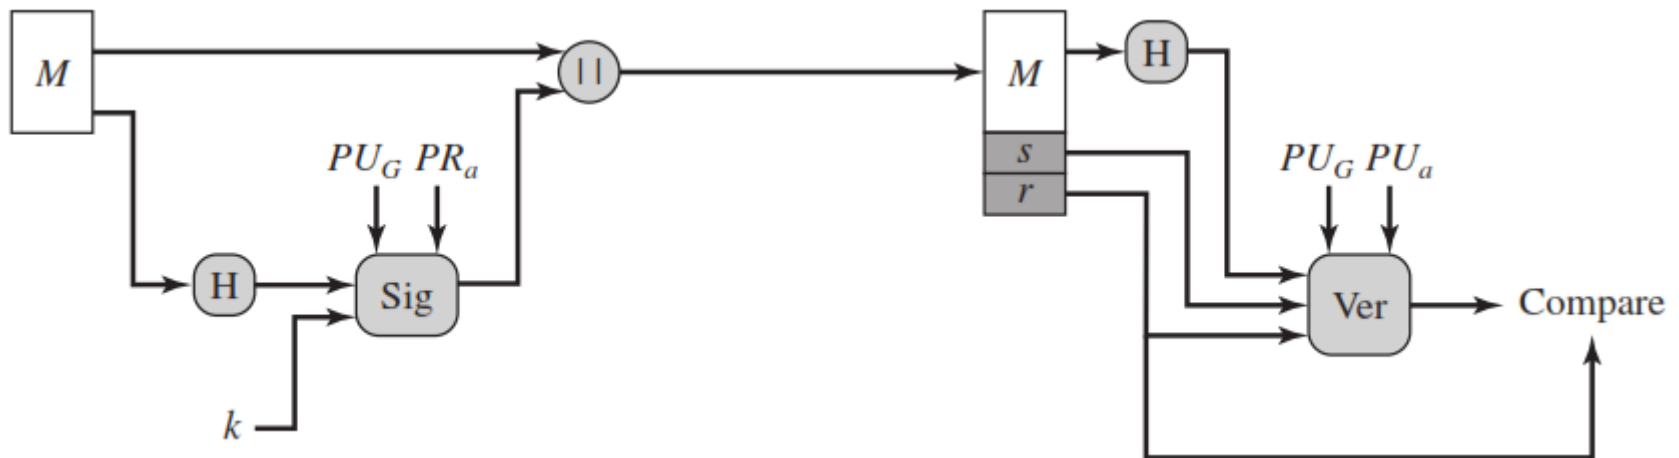 M
||
M
H
s
r
PU_G PR_a
PU_G PU_a
H
Sig
Ver
Compare
k